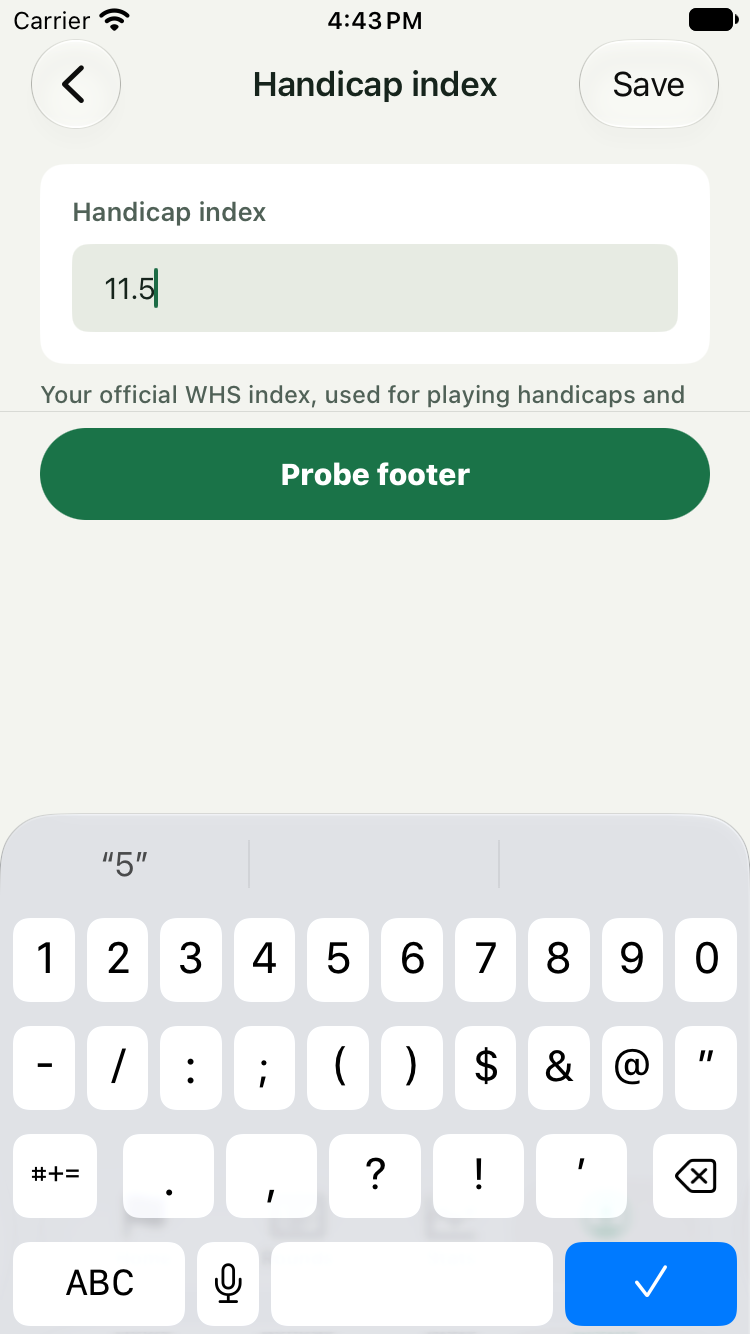 Carrier
4:43 PM
Handicap index
Save
Handicap index
11.5
Your official WHS index, used for playing handicaps and
Probe footer
“5”
1 2 3 4 5 6 7 8 9 0
- / : ; ( ) $ & @ "
#+= . , ? ! '
ABC